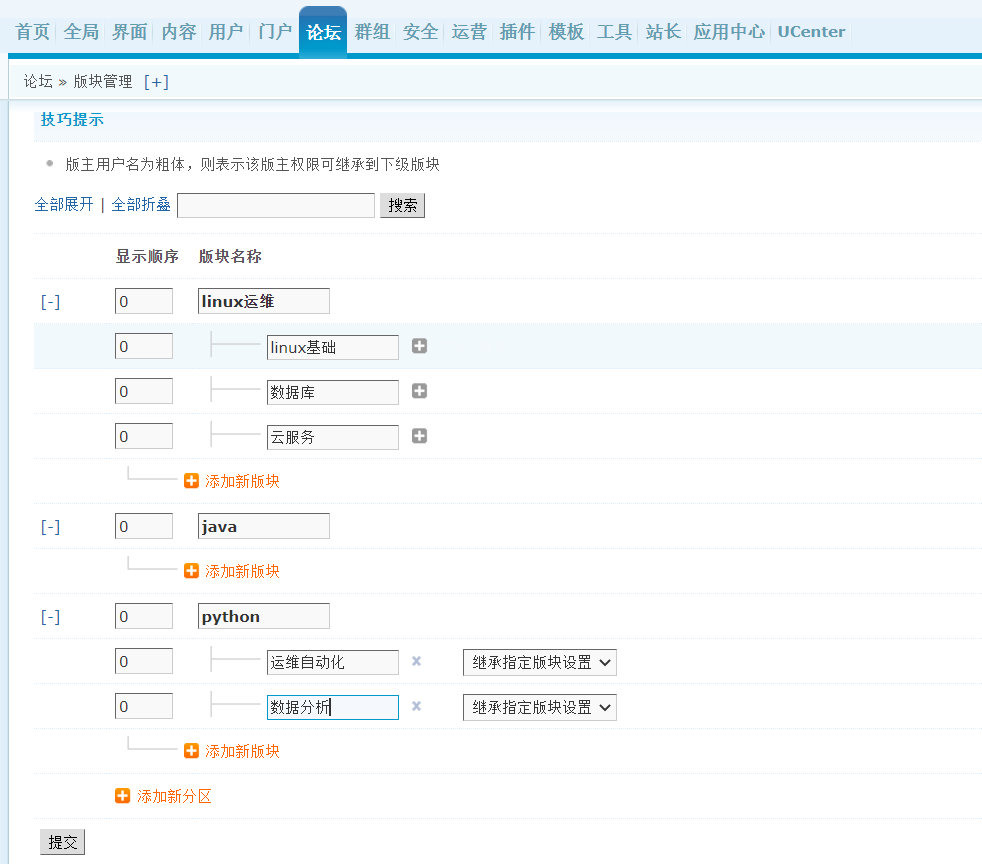 首页 全局 界面 内容 用户 门户 论坛 群组 安全 运营 插件 模板 工具 站长 应用中心 UCenter
论坛 » 版块管理 [+]
技巧提示
版主用户名为粗体，则表示该版主权限可继承到下级版块
全部展开 | 全部折叠 搜索
显示顺序 版块名称
[-] 0 linux运维
0 linux基础
0 数据库
0 云服务
添加新版块
[-] 0 java
添加新版块
[-] 0 python
0 运维自动化 继承指定版块设置
0 数据分析 继承指定版块设置
添加新版块
添加新分区
提交